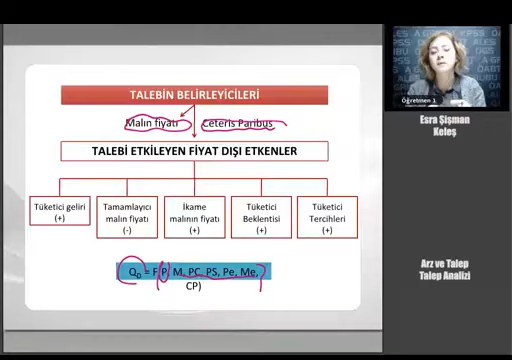 TALEBİN BELİRLEYİCİLERİ
Malın fiyatı
Ceteris Paribus
TALEBİ ETKİLEYEN FİYAT DIŞI ETKENLER
Tüketici geliri
(+)
Tamamlayıcı
malın fiyatı
(-)
İkame
malının fiyatı
(+)
Tüketici
Beklentisi
(+)
Tüketici
Tercihleri
(+)
QD = F(P, M, PC, PS, Pe, Me,
CP)
Öğretmen 1
Esra Şişman
Keleş
Arz ve Talep
Talep Analizi